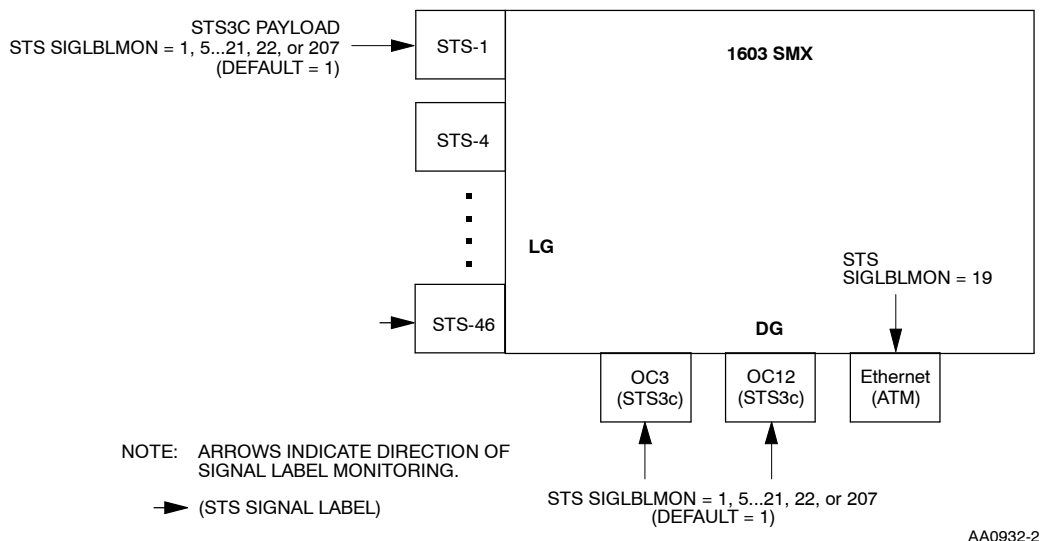 STS3C PAYLOAD
STS SIGLBLMON = 1, 5...21, 22, or 207
(DEFAULT = 1)
STS-1
1603 SMX
STS-4
LG
STS
SIGLBLMON = 19
STS-46
DG
OC3
(STS3c)
OC12
(STS3c)
Ethernet
(ATM)
NOTE: ARROWS INDICATE DIRECTION OF
SIGNAL LABEL MONITORING.
(STS SIGNAL LABEL)
STS SIGLBLMON = 1, 5...21, 22, or 207
(DEFAULT = 1)
AA0932-2